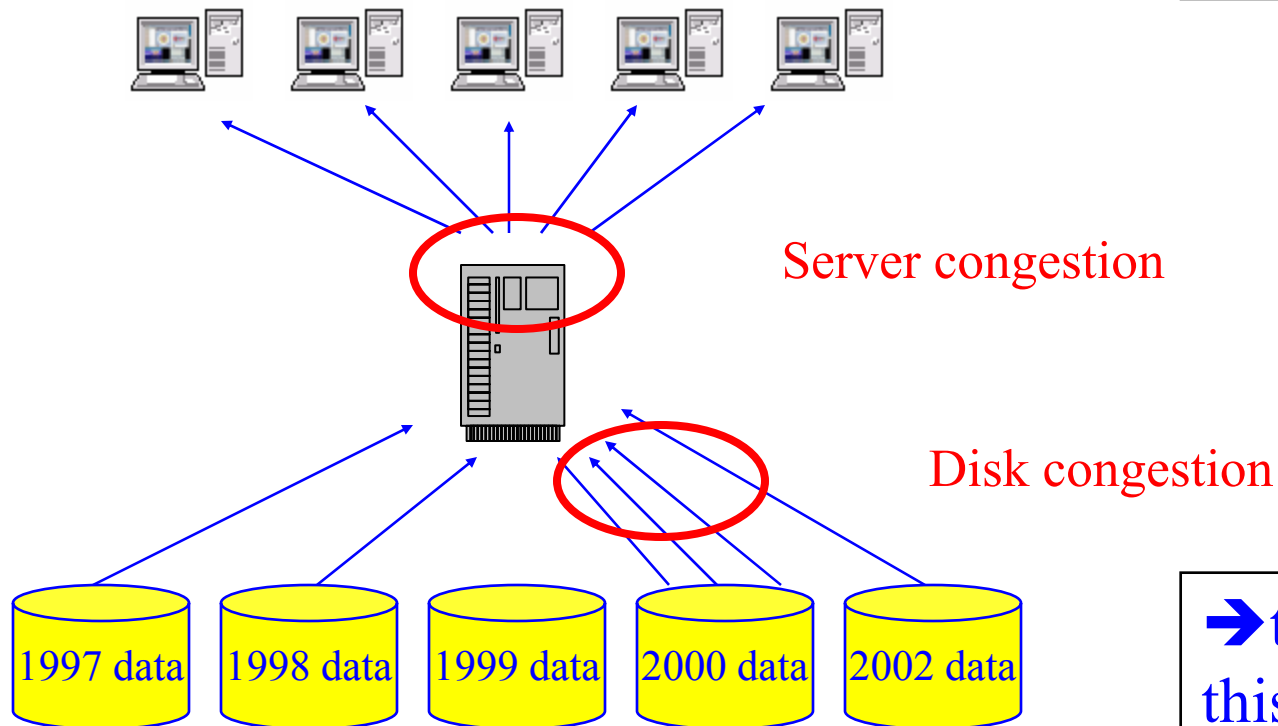 Server congestion
Disk congestion
1997 data
1998 data
1999 data
2000 data
2002 data
➔t
this